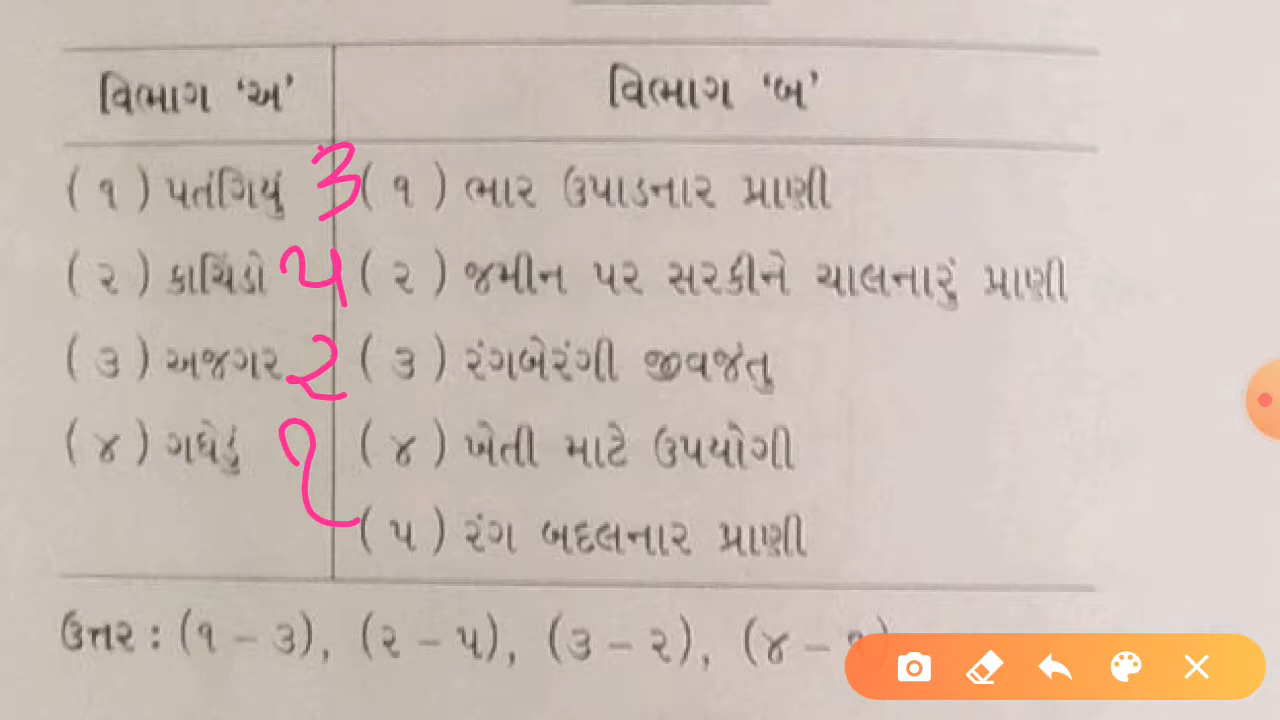 વિભાગ ‘અ’ વિભાગ ‘બ’
(૧) પતંગિયું ૩ (૧) ભાર ઉપાડનાર પ્રાણી
(૨) કાચિંડો ૫ (૨) જમીન પર સરકીને ચાલનારું પ્રાણી
(૩) અજગર ૨ (૩) રંગબેરંગી જીવજંતુ
(૪) ગધેડું ૧ (૪) ખેતી માટે ઉપયોગી
(૫) રંગ બદલનાર પ્રાણી
ઉત્તર : (૧ – ૩), (૨ – ૫), (૩ – ૨), (૪ –